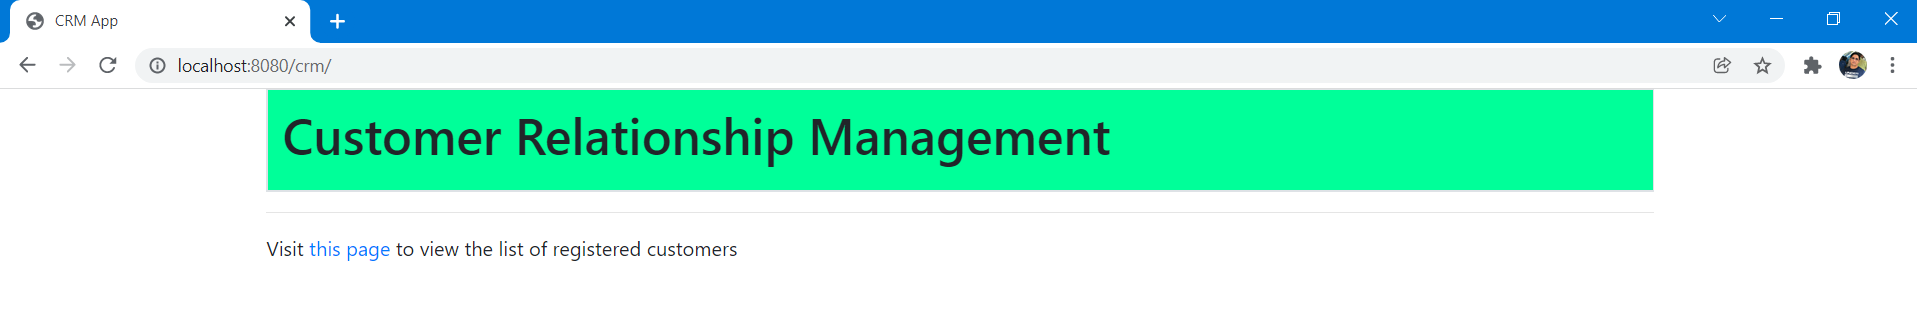 CRM App
localhost:8080/crm/
Customer Relationship Management
Visit this page to view the list of registered customers